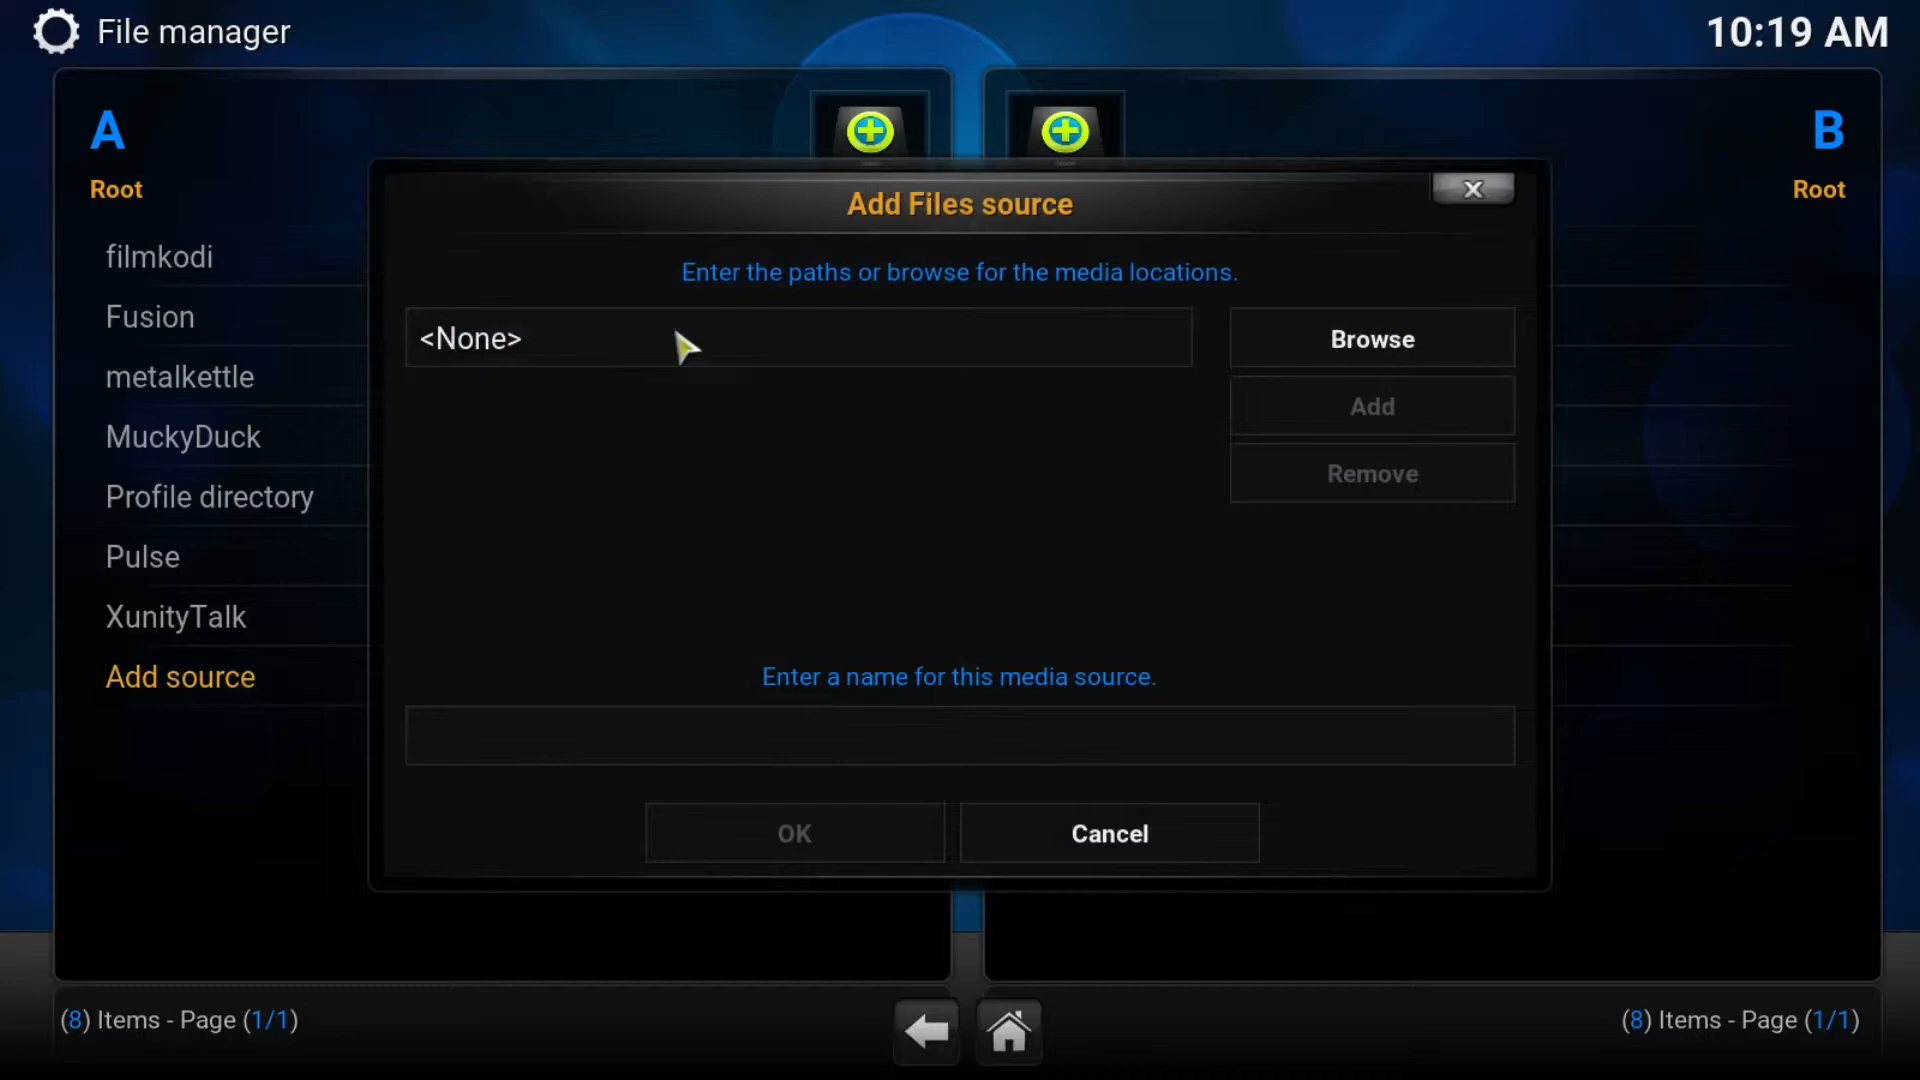 File manager
10:19 AM
A
B
Root
Root
filmkodi
Fusion
metalkettle
MuckyDuck
Profile directory
Pulse
XunityTalk
Add source
Add Files source
X
Enter the paths or browse for the media locations.
<None>
Browse
Add
Remove
Enter a name for this media source.
OK
Cancel
(8) Items - Page (1/1)
(8) Items - Page (1/1)